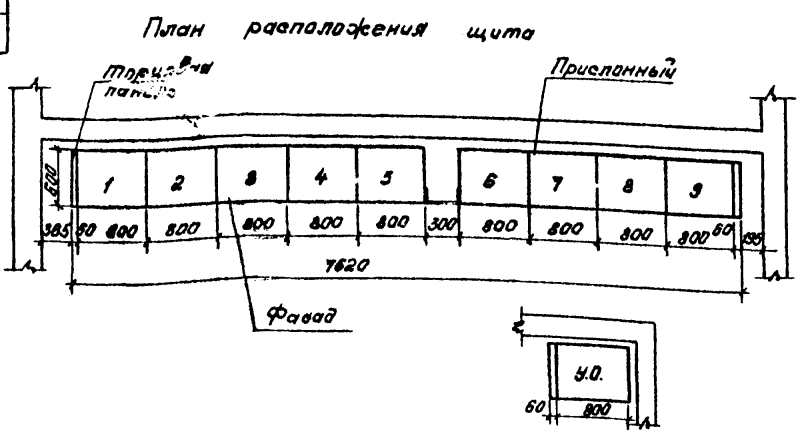 План расположения щита
Торцевая
панель
Прислонный
600
1 2 3 4 5 6 7 8 9
385 60 800 800 800 800 800 300 800 800 800 800 60 195
7620
Фасад
У.О.
60 800